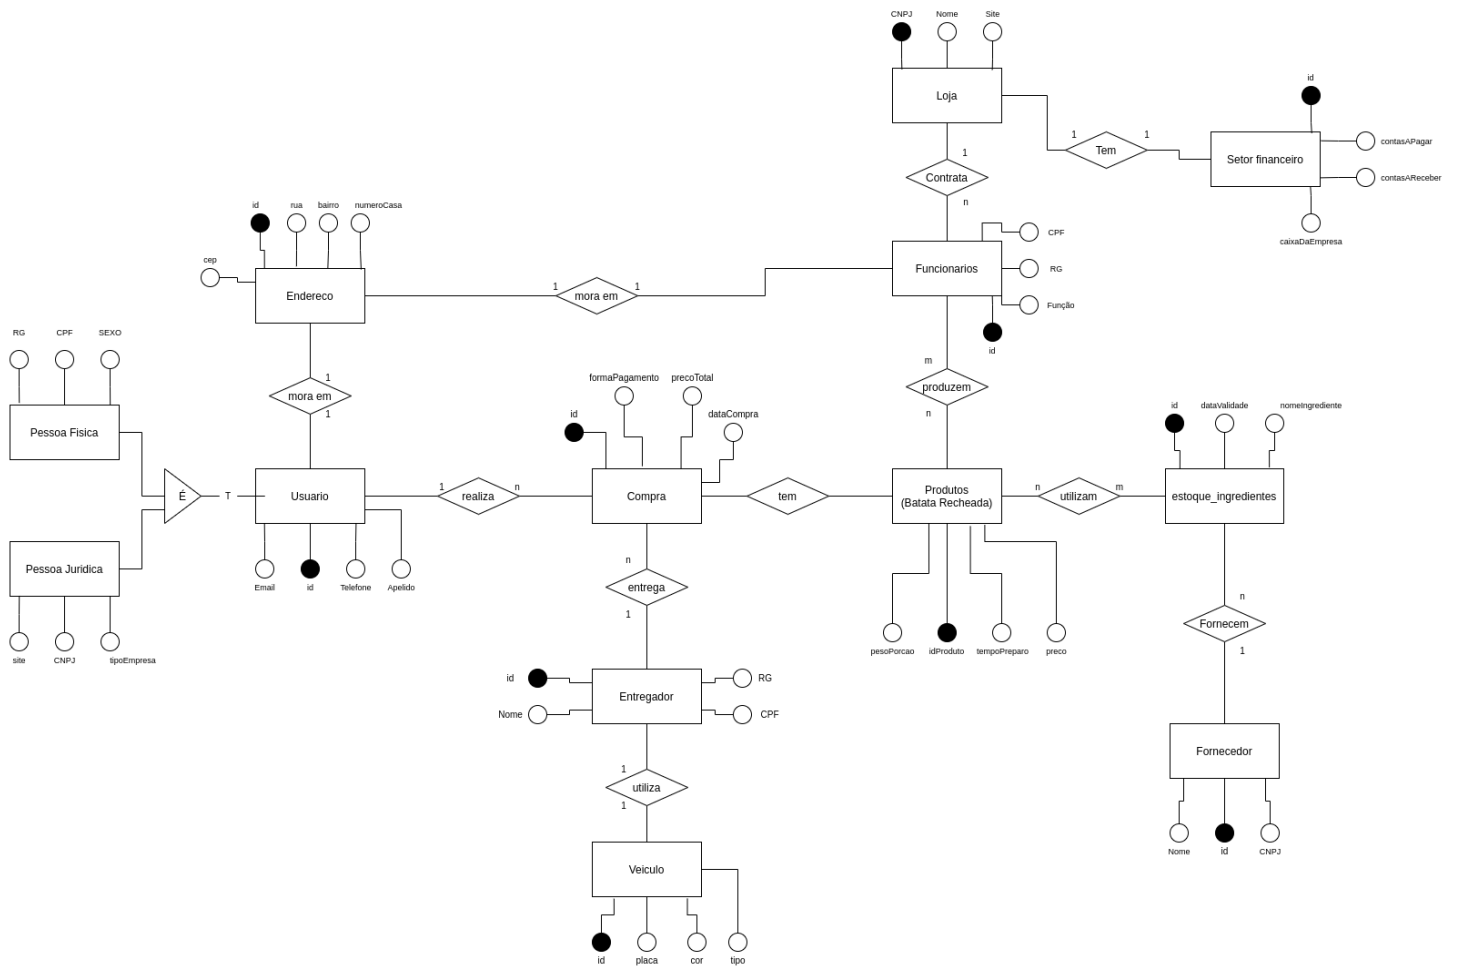 CNPJ
Nome
Site
Loja
id
contasAPagar
contasAReceber
caixaDaEmpresa
Setor financeiro
1
Tem
1
1
Contrata
n
Funcionarios
CPF
RG
Função
id
id
rua
bairro
numeroCasa
cep
Endereco
1
mora em
1
1
mora em
1
RG
CPF
SEXO
Pessoa Fisica
É
T
Pessoa Juridica
site
CNPJ
tipoEmpresa
Usuario
Email
id
Telefone
Apelido
1
realiza
n
formaPagamento
precoTotal
id
dataCompra
Compra
tem
m
produzem
n
Produtos
(Batata Recheada)
pesoPorcao
idProduto
tempoPreparo
preco
n
utilizam
m
id
dataValidade
nomeIngrediente
estoque_ingredientes
n
Fornecem
1
Fornecedor
Nome
id
CNPJ
n
entrega
1
id
Nome
Entregador
RG
CPF
1
utiliza
1
Veiculo
id
placa
cor
tipo